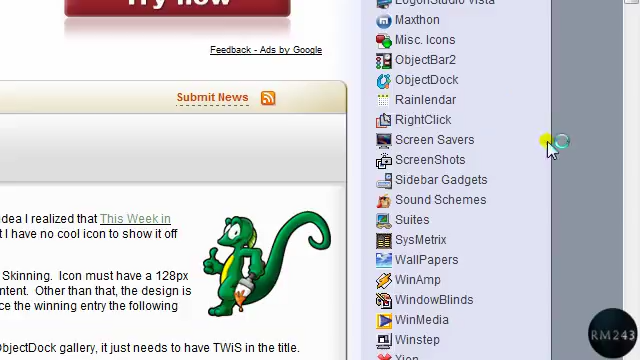 Try now
Feedback - Ads by Google
Submit News
idea I realized that This Week in
t I have no cool icon to show it off
Skinning. Icon must have a 128px
ntent. Other than that, the design is
ce the winning entry the following
ObjectDock gallery, it just needs to have TWiS in the title.
LogonStudio Vista
Maxthon
Misc. Icons
ObjectBar2
ObjectDock
Rainlendar
RightClick
Screen Savers
ScreenShots
Sidebar Gadgets
Sound Schemes
Suites
SysMetrix
WallPapers
WinAmp
WindowBlinds
WinMedia
Winstep
Xion
RM243